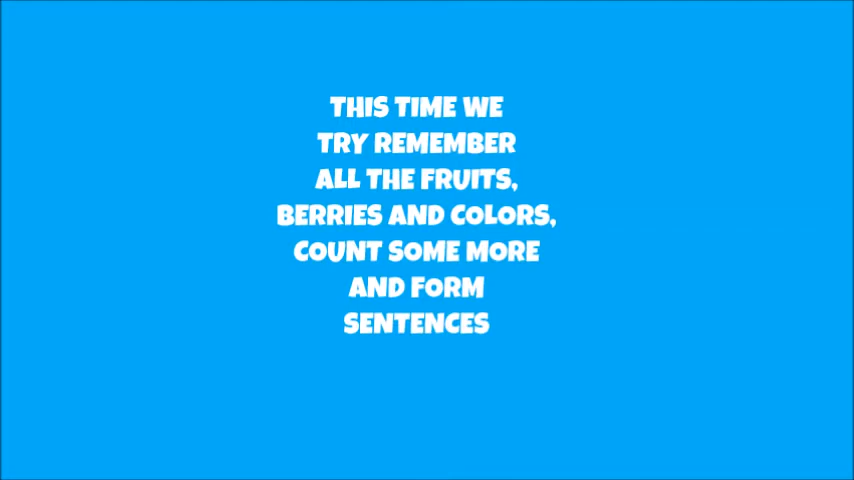 THIS TIME WE
TRY REMEMBER
ALL THE FRUITS,
BERRIES AND COLORS,
COUNT SOME MORE
AND FORM
SENTENCES